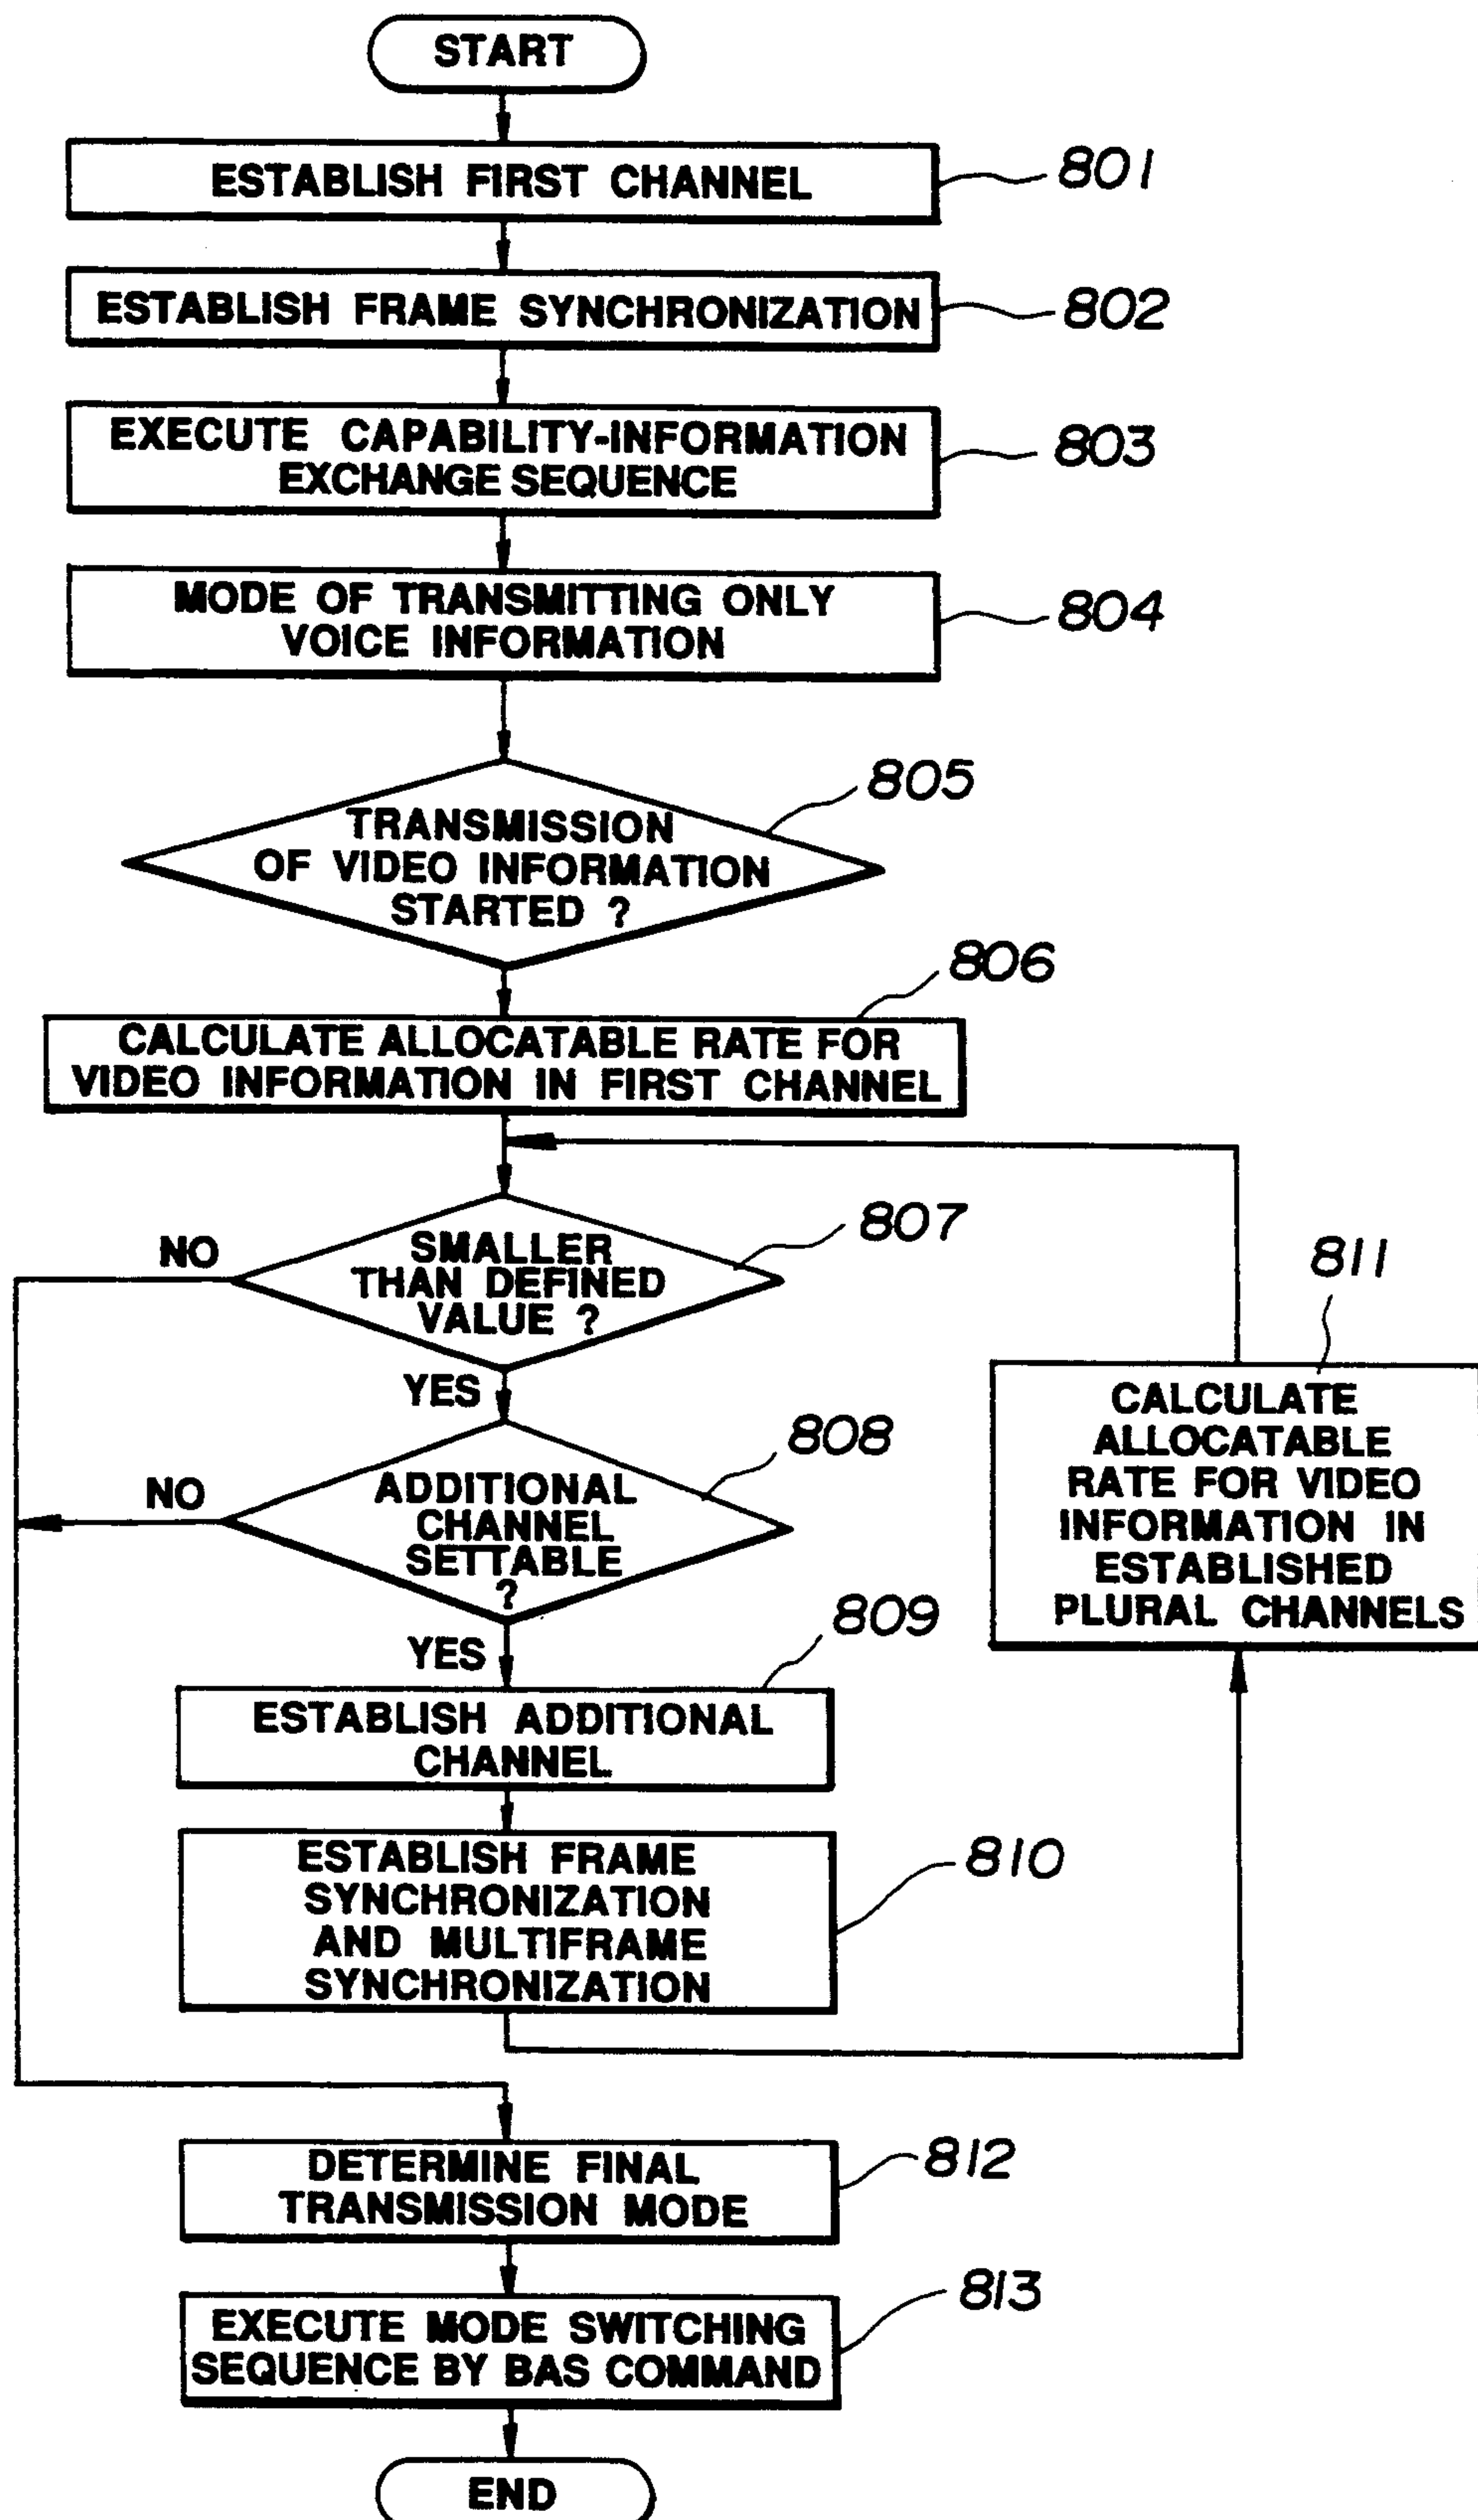 START
ESTABLISH FIRST CHANNEL
801
ESTABLISH FRAME SYNCHRONIZATION
802
EXECUTE CAPABILITY-INFORMATION
EXCHANGE SEQUENCE
803
MODE OF TRANSMITTING ONLY
VOICE INFORMATION
804
805
TRANSMISSION
OF VIDEO INFORMATION
STARTED ?
806
CALCULATE ALLOCATABLE RATE FOR
VIDEO INFORMATION IN FIRST CHANNEL
807
NO
SMALLER
THAN DEFINED
VALUE ?
YES
811
CALCULATE
ALLOCATABLE
RATE FOR VIDEO
INFORMATION IN
ESTABLISHED
PLURAL CHANNELS
808
NO
ADDITIONAL
CHANNEL
SETTABLE
?
YES
809
ESTABLISH ADDITIONAL
CHANNEL
810
ESTABLISH FRAME
SYNCHRONIZATION
AND MULTIFRAME
SYNCHRONIZATION
812
DETERMINE FINAL
TRANSMISSION MODE
813
EXECUTE MODE SWITCHING
SEQUENCE BY BAS COMMAND
END